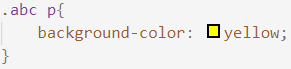 .abc p{
    background-color: yellow;
}